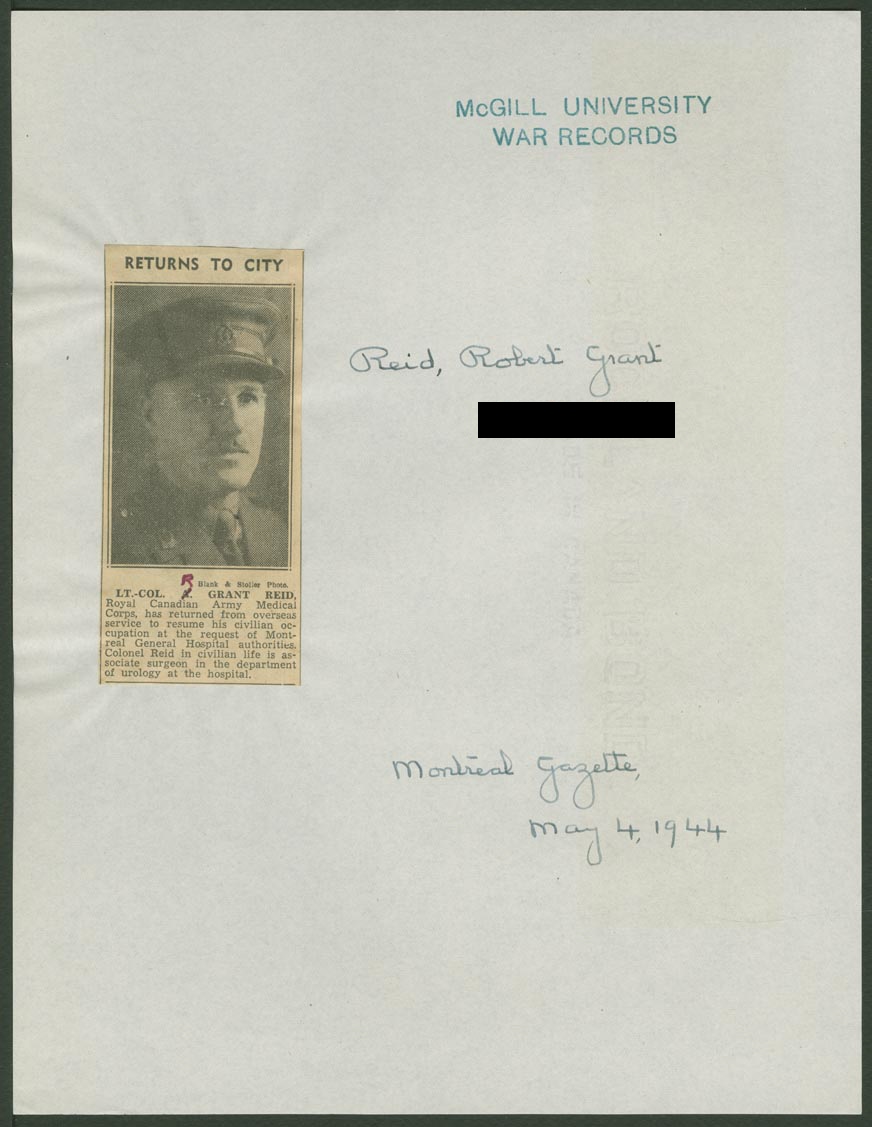 McGILL UNIVERSITY
WAR RECORDS
RETURNS TO CITY
Reid, Robert Grant
Blank & Stoller Photo.
R
LT.-COL. GRANT REID,
Royal Canadian Army Medical
Corps, has returned from overseas
service to resume his civilian oc-
cupation at the request of Mont-
real General Hospital authorities.
Colonel Reid in civilian life is as-
sociate surgeon in the department
of urology at the hospital.
Montreal Gazette,
May 4, 1944